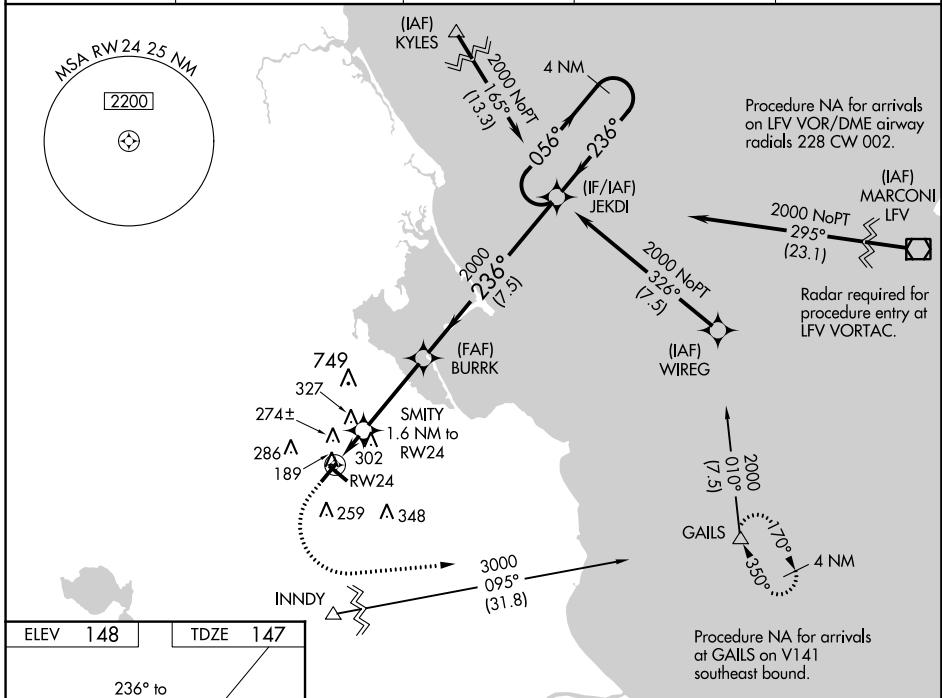 MSA RW24 25 NM
2200
(IAF)
KYLES
2000 NoPT
165°
(13.3)
4 NM
056°
236°
(IF/IAF)
JEKDI
Procedure NA for arrivals
on LFV VOR/DME airway
radials 228 CW 002.
(IAF)
MARCONI
LFV
2000 NoPT
295°
(23.1)
Radar required for
procedure entry at
LFV VORTAC.
2000 NoPT
326°
(7.5)
(IAF)
WIREG
2000
236°
(7.5)
(FAF)
BURRK
749
327
274±
286
189
302
SMITY
1.6 NM to
RW24
RW24
259
348
2000
010°
(7.5)
GAILS
170°
350°
4 NM
3000
095°
(31.8)
INNDY
Procedure NA for arrivals
at GAILS on V141
southeast bound.
ELEV 148
TDZE 147
236° to